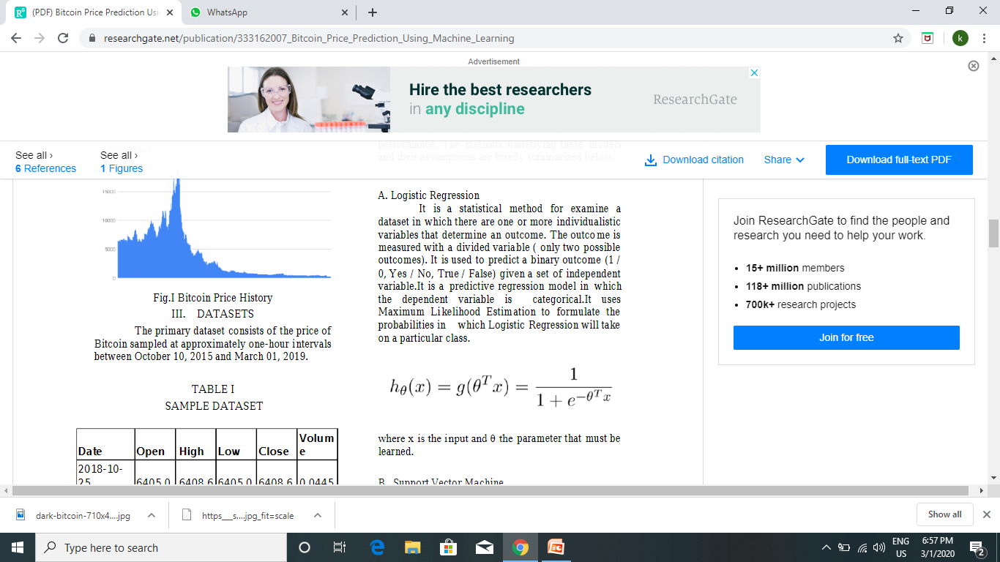 (PDF) Bitcoin Price Prediction Usi
WhatsApp
researchgate.net/publication/333162007_Bitcoin_Price_Prediction_Using_Machine_Learning
k
Advertisement
Hire the best researchers
in any discipline
ResearchGate
See all ›
6 References
See all ›
1 Figures
Download citation
Share
Download full-text PDF
15000
10000
5000
0
Fig.I Bitcoin Price History
III. DATASETS
The primary dataset consists of the price of
Bitcoin sampled at approximately one-hour intervals
between October 10, 2015 and March 01, 2019.
TABLE I
SAMPLE DATASET
Date Open High Low Close Volum
e
2018-10-
25 6405.0 6408.6 6405.0 6408.6 0.0445
performance. The methods underlying these models
and their assumptions are briefly summarized below
A. Logistic Regression
It is a statistical method for examine a
dataset in which there are one or more individualistic
variables that determine an outcome. The outcome is
measured with a divided variable ( only two possible
outcomes). It is used to predict a binary outcome (1 /
0, Yes / No, True / False) given a set of independent
variable.It is a predictive regression model in which
the dependent variable is categorical.It uses
Maximum Likelihood Estimation to formulate the
probabilities in which Logistic Regression will take
on a particular class.
hθ(x) = g(θᵀx) = 1 / (1 + e^(−θᵀx))
where x is the input and θ the parameter that must be
learned.
B. Support Vector Machine
Join ResearchGate to find the people and
research you need to help your work.
• 15+ million members
• 118+ million publications
• 700k+ research projects
Join for free
dark-bitcoin-710x4....jpg
https___s....jpg_fit=scale
Show all
Type here to search
ENG
US
6:57 PM
3/1/2020
2